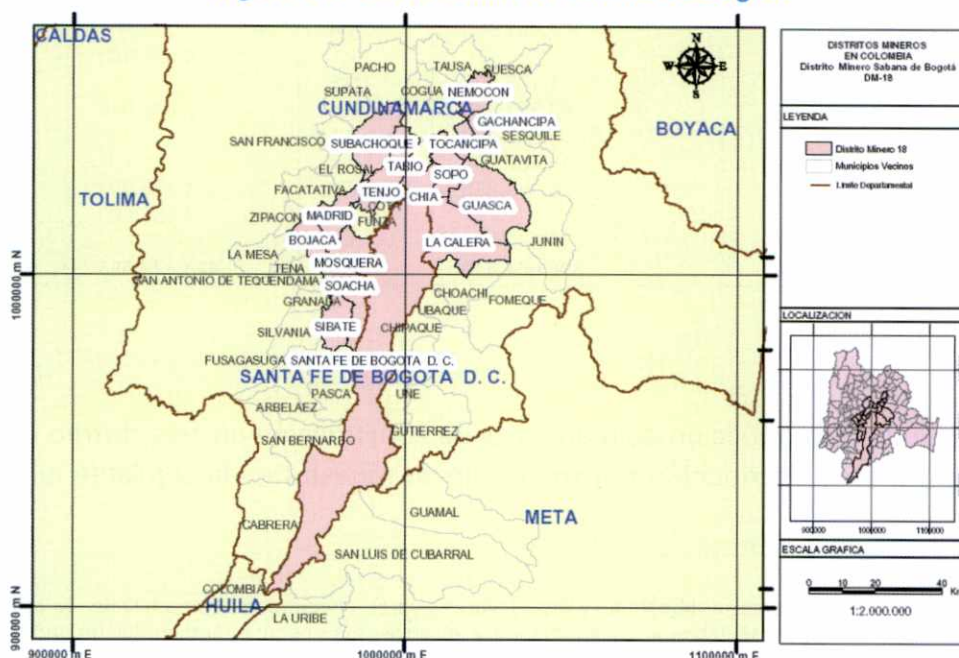 CALDAS
PACHO
TAUSA
SUESCA
SUPATA
COGUA
NEMOCON
CUNDINAMARCA
GACHANCIPA
SESQUILE
BOYACA
SAN FRANCISCO
SUBACHOQUE
TOCANCIPA
GUATAVITA
EL ROSAL
TABIO
SOPO
TOLIMA
FACATATIVA
TENJO
CHIA
COTA
GUASCA
ZIPACON
MADRID
FUNZA
BOJACA
LA CALERA
JUNIN
LA MESA
MOSQUERA
TENA
SAN ANTONIO DE TEQUENDAMA
SOACHA
CHOACHI
GRANADA
FOMEQUE
UBAQUE
SILVANIA
SIBATE
CHIPAQUE
FUSAGASUGA
SANTA FE DE BOGOTA D. C.
SANTA FE DE BOGOTA D. C.
PASCA
UNE
ARBELAEZ
SAN BERNARDO
GUTIERREZ
GUAMAL
META
CABRERA
SAN LUIS DE CUBARRAL
COLOMBIA
HUILA
LA URIBE
N
W
E
S
1000000 m N
900000 m N
900000 m E
1000000 m E
1100000 m E
DISTRITOS MINEROS
EN COLOMBIA
Distrito Minero Sabana de Bogotá
DM-18
LEYENDA
Distrito Minero 18
Municipios Vecinos
Limite Departamental
LOCALIZACION
900000
1000000
1100000
ESCALA GRAFICA
0 10 20 40
1:2.000.000